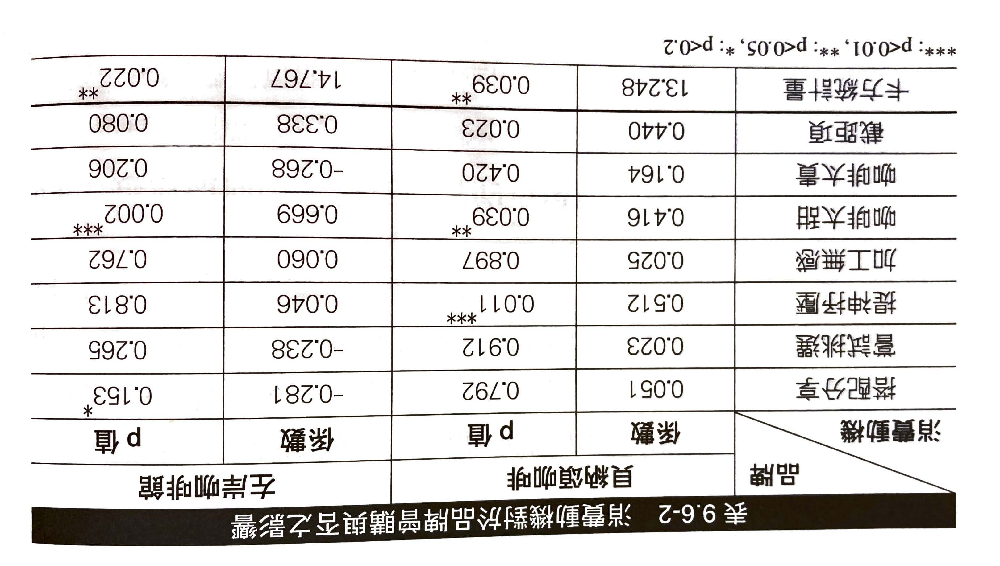 表 9.6-2　消費動機對於品牌曾購與否之影響
品牌 貝納頌咖啡 左岸咖啡館
消費動機 係數 p 值 係數 p 值
搭配分享 0.051 0.792 -0.281 0.153*
嘗試挑選 0.023 0.912 -0.238 0.265
提神抒壓 0.512 0.011*** 0.046 0.813
加工無感 0.025 0.897 0.060 0.762
咖啡太甜 0.416 0.039** 0.669 0.002***
咖啡太貴 0.164 0.420 -0.268 0.206
截距項 0.440 0.023 0.338 0.080
卡方統計量 13.248 0.039** 14.767 0.022**
***: p<0.01, **: p<0.05, *: p<0.2